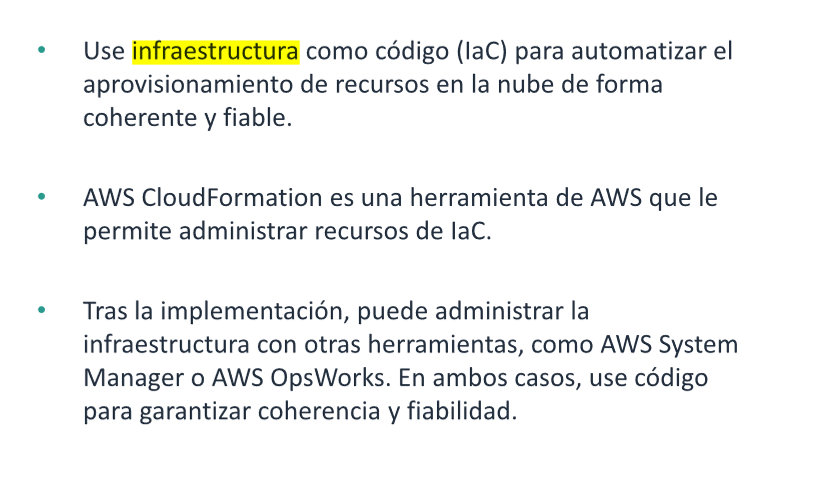 • Use infraestructura como código (IaC) para automatizar el
aprovisionamiento de recursos en la nube de forma
coherente y fiable.
• AWS CloudFormation es una herramienta de AWS que le
permite administrar recursos de IaC.
• Tras la implementación, puede administrar la
infraestructura con otras herramientas, como AWS System
Manager o AWS OpsWorks. En ambos casos, use código
para garantizar coherencia y fiabilidad.